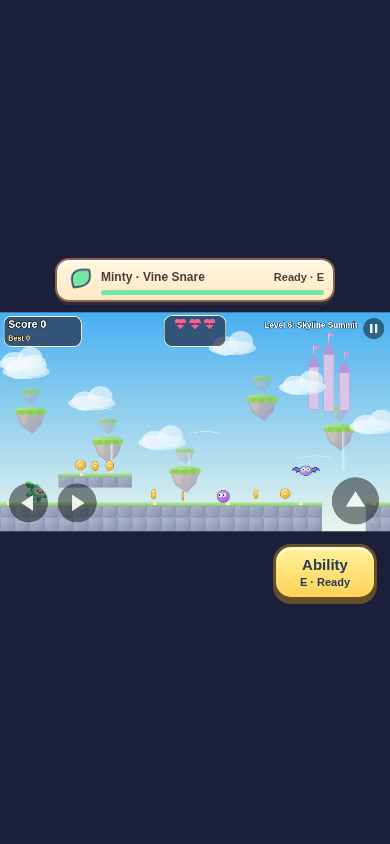 Minty · Vine Snare
Ready · E
Score 0
Best 0
Level 6: Skyline Summit
Ability
E · Ready